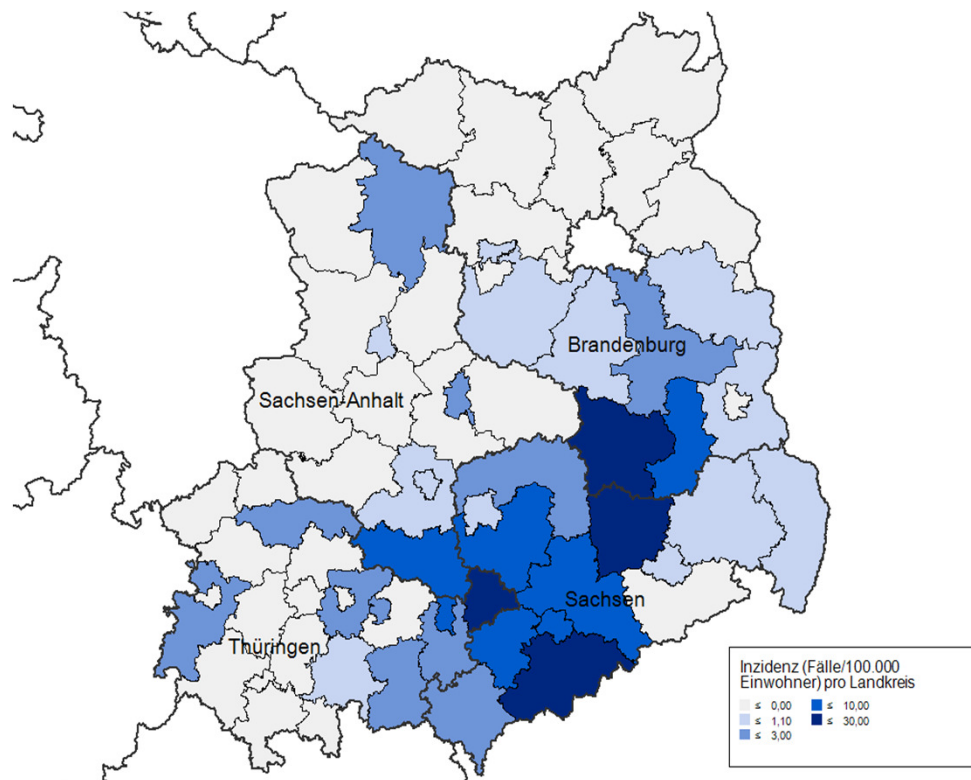 Brandenburg
Sachsen-Anhalt
Sachsen
Thüringen
Inzidenz (Fälle/100.000
Einwohner) pro Landkreis
≤ 0,00
≤ 1,10
≤ 3,00
≤ 10,00
≤ 30,00